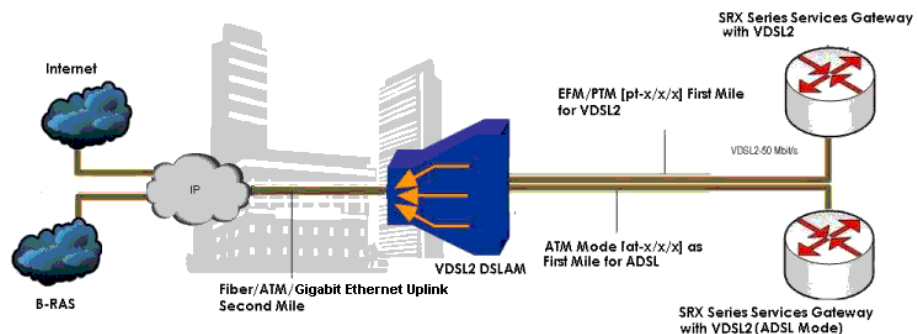 SRX Series Services Gateway
with VDSL2
Internet
EFM/PTM [pt-x/x/x] First Mile
for VDSL2
VDSL2-50 Mbit/s
IP
ATM Mode [at-x/x/x] as
First Mile for ADSL
VDSL2 DSLAM
Fiber/ATM/Gigabit Ethernet Uplink
Second Mile
B-RAS
SRX Series Services Gateway
with VDSL2(ADSL Mode)